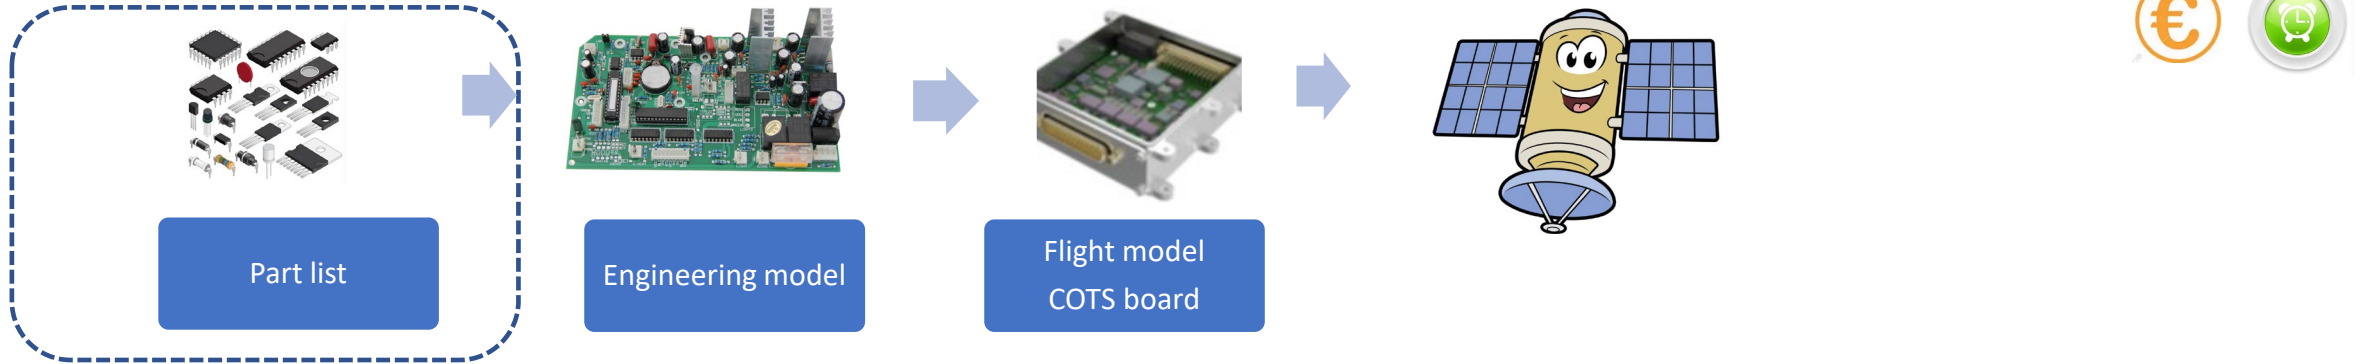 €
Part list
Engineering model
Flight model
COTS board